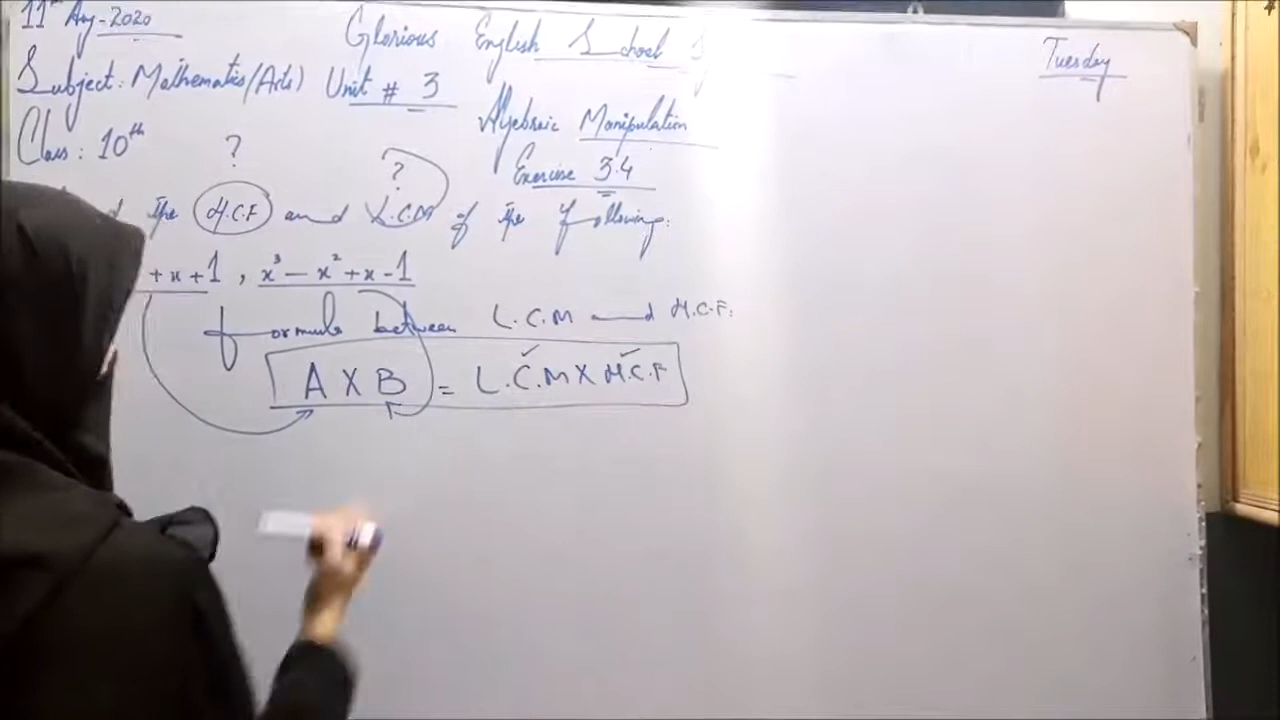 11th Aug-2020
Glorious English School
Tuesday
Subject: Mathematics/(Arts) Unit # 3
Algebraic Manipulation
Class: 10th
Exercise 3.4
? ?
the H.C.F and L.C.M of the following:
+x+1, x³-x²+x-1
formula between L.C.M and H.C.F.
A X B = L.C.M X H.C.F